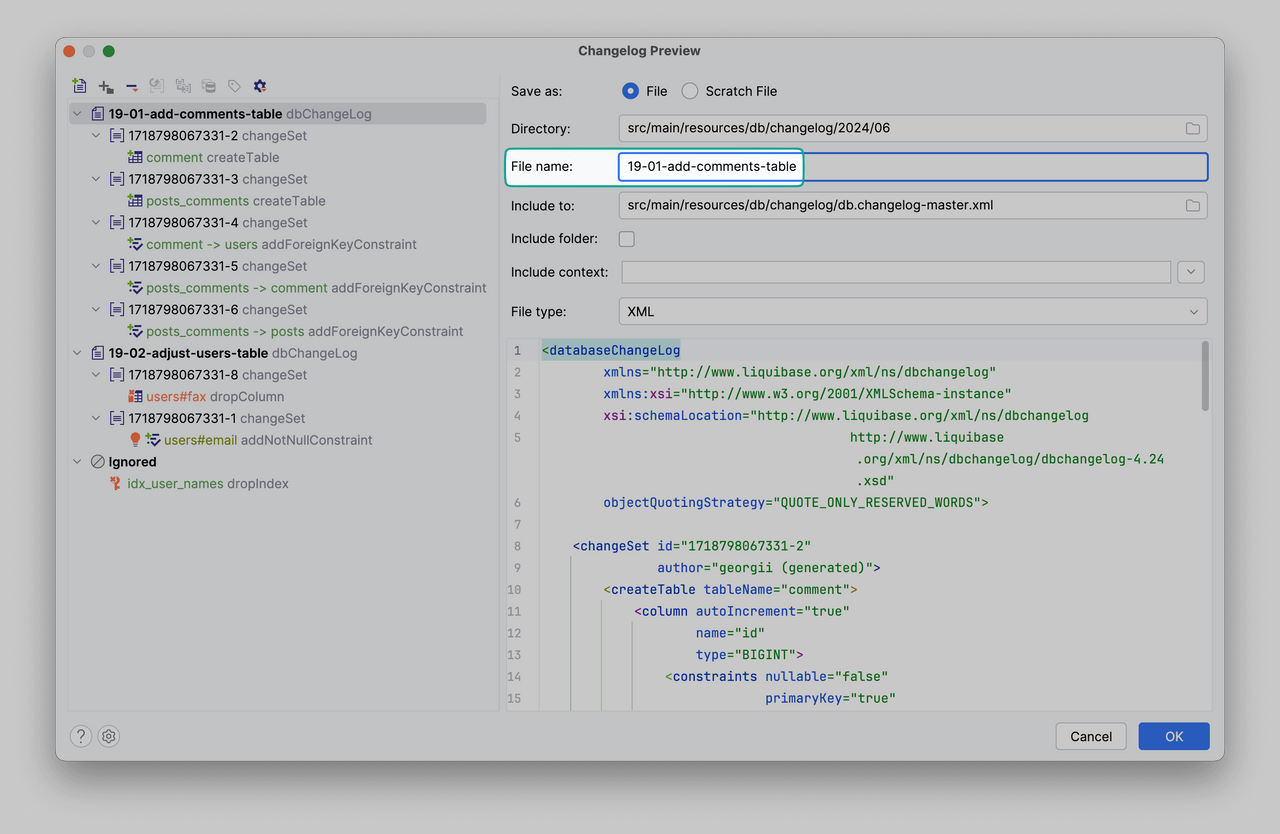 Changelog Preview
19-01-add-comments-table dbChangeLog
1718798067331-2 changeSet
comment createTable
1718798067331-3 changeSet
posts_comments createTable
1718798067331-4 changeSet
comment -> users addForeignKeyConstraint
1718798067331-5 changeSet
posts_comments -> comment addForeignKeyConstraint
1718798067331-6 changeSet
posts_comments -> posts addForeignKeyConstraint
19-02-adjust-users-table dbChangeLog
1718798067331-8 changeSet
users#fax dropColumn
1718798067331-1 changeSet
users#email addNotNullConstraint
Ignored
idx_user_names dropIndex
Save as: File Scratch File
Directory: src/main/resources/db/changelog/2024/06
File name: 19-01-add-comments-table
Include to: src/main/resources/db/changelog/db.changelog-master.xml
Include folder:
Include context:
File type: XML
1 <databaseChangeLog
2 xmlns="http://www.liquibase.org/xml/ns/dbchangelog"
3 xmlns:xsi="http://www.w3.org/2001/XMLSchema-instance"
4 xsi:schemaLocation="http://www.liquibase.org/xml/ns/dbchangelog
5 http://www.liquibase
.org/xml/ns/dbchangelog/dbchangelog-4.24
.xsd"
6 objectQuotingStrategy="QUOTE_ONLY_RESERVED_WORDS">
7
8 <changeSet id="1718798067331-2"
9 author="georgii (generated)">
10 <createTable tableName="comment">
11 <column autoIncrement="true"
12 name="id"
13 type="BIGINT">
14 <constraints nullable="false"
15 primaryKey="true"
?
Cancel
OK